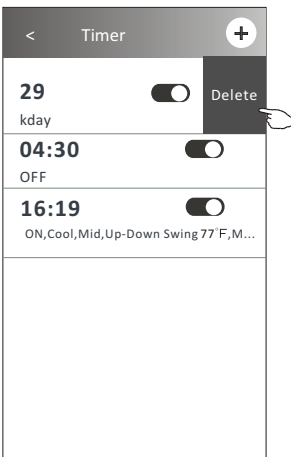 < Timer +
29
Delete
kday
04:30
OFF
16:19
ON,Cool,Mid,Up-Down Swing 77°F,M...